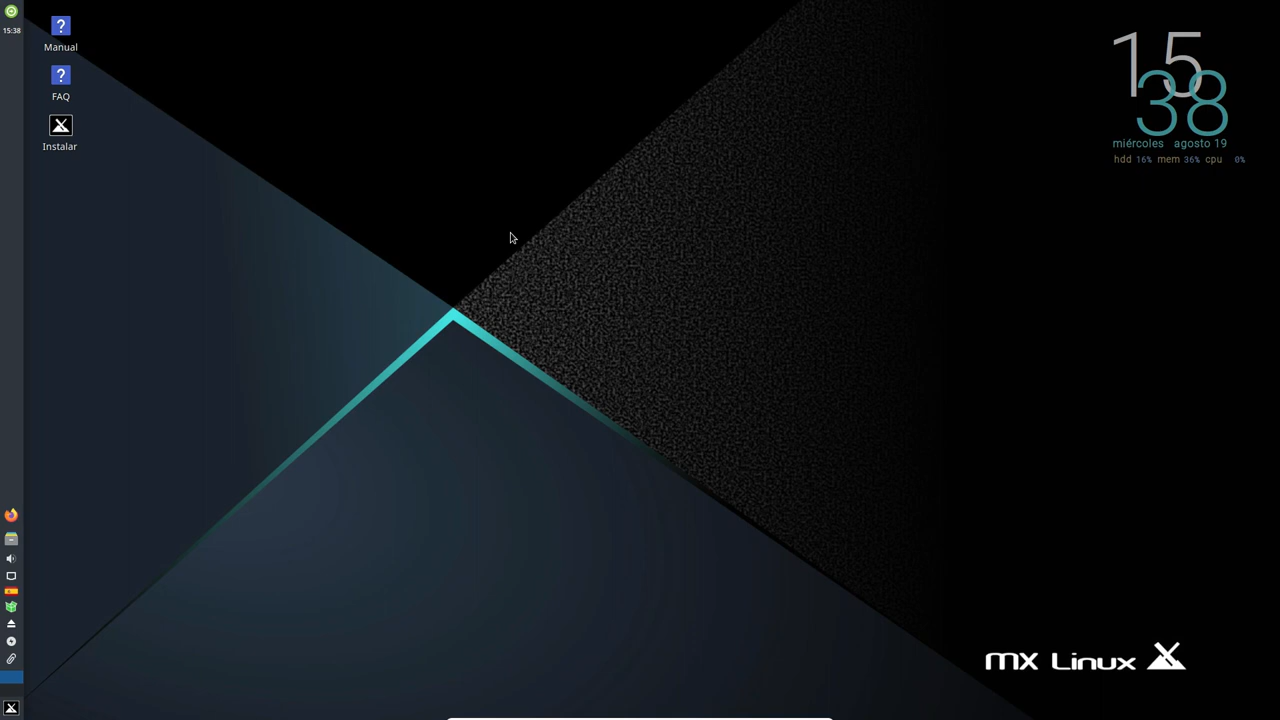 15:38
Manual
FAQ
Instalar
15
38
miércoles agosto 19
hdd 16% mem 36% cpu 0%
MX Linux